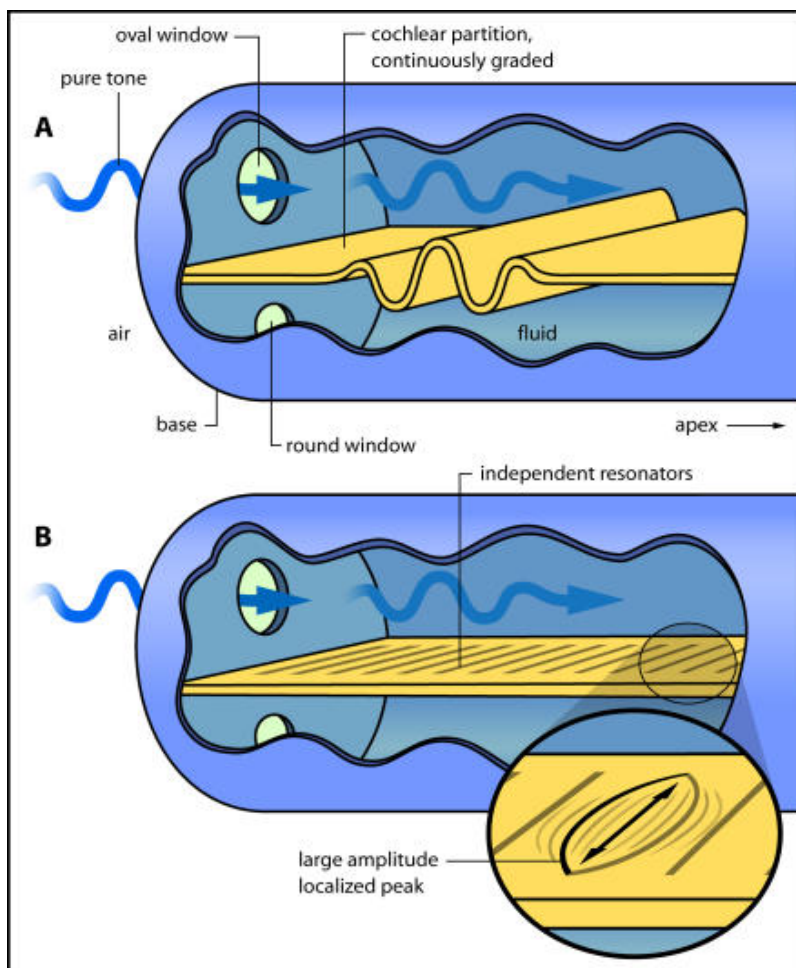 oval window
cochlear partition,
continuously graded
pure tone
A
air
fluid
base
round window
apex
independent resonators
B
large amplitude
localized peak